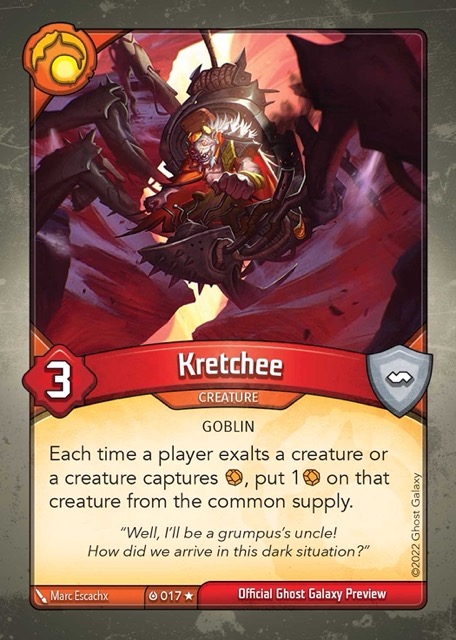 Kretchee
3
CREATURE
GOBLIN
Each time a player exalts a creature or
a creature captures , put 1 on that
creature from the common supply.
“Well, I’ll be a grumpus’s uncle!
How did we arrive in this dark situation?”
©2022 Ghost Galaxy
Marc Escachx
017★
Official Ghost Galaxy Preview